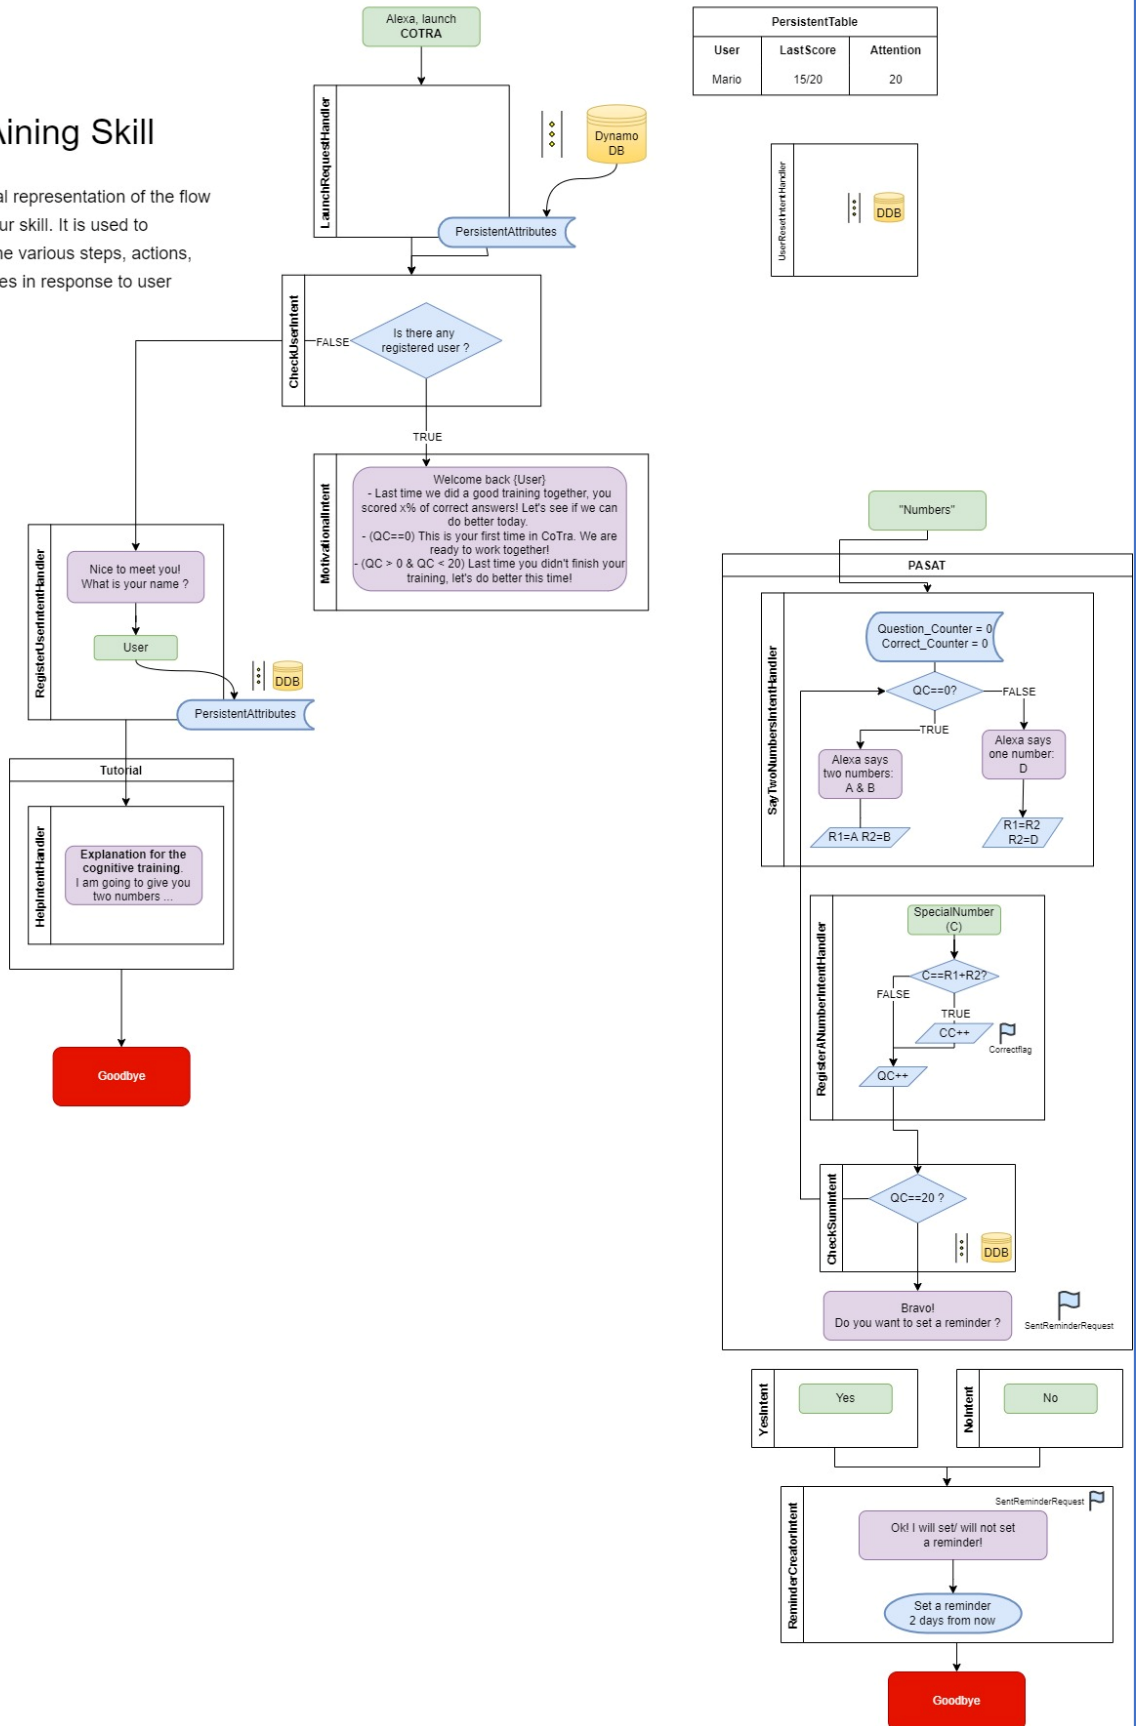 Alexa, launch
COTRA
PersistentTable
User LastScore Attention
Mario 15/20 20
LaunchRequestHandler
Dynamo
DB
PersistentAttributes
UserResetIntentHandler
DDB
Aining Skill
al representation of the flow
ur skill. It is used to
ne various steps, actions,
es in response to user
CheckUserIntent
Is there any
registered user ?
FALSE
TRUE
MotivationalIntent
Welcome back {User}
- Last time we did a good training together, you
scored x% of correct answers! Let's see if we can
do better today.
- (QC==0) This is your first time in CoTra. We are
ready to work together!
- (QC > 0 & QC < 20) Last time you didn't finish your
training, let's do better this time!
RegisterUserIntentHandler
Nice to meet you!
What is your name ?
User
DDB
PersistentAttributes
Tutorial
HelpIntentHandler
Explanation for the
cognitive training.
I am going to give you
two numbers ...
Goodbye
"Numbers"
PASAT
SayTwoNumbersIntentHandler
Question_Counter = 0
Correct_Counter = 0
QC==0?
FALSE
TRUE
Alexa says
two numbers:
A & B
Alexa says
one number:
D
R1=A R2=B
R1=R2
R2=D
RegisterANumberIntentHandler
SpecialNumber
(C)
C==R1+R2?
FALSE
TRUE
CC++
Correctflag
QC++
CheckSumIntent
QC==20 ?
DDB
Bravo!
Do you want to set a reminder ?
SentReminderRequest
YesIntent
Yes
NoIntent
No
ReminderCreatorIntent
SentReminderRequest
Ok! I will set/ will not set
a reminder!
Set a reminder
2 days from now
Goodbye